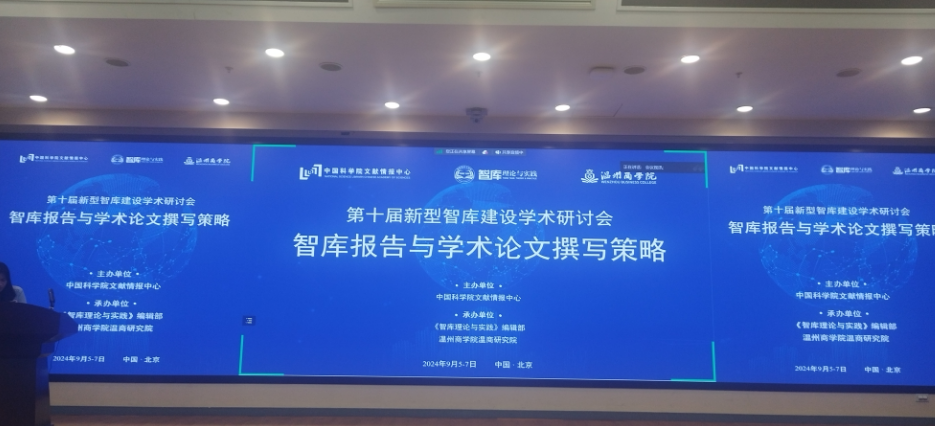 中国科学院文献情报中心
智库理论与实践
温州商学院
第十届新型智库建设学术研讨会
智库报告与学术论文撰写策略
• 主办单位 •
中国科学院文献情报中心
• 承办单位 •
智库理论与实践》编辑部
州商学院温商研究院
2024年9月5-7日 中国·北京
中国科学院文献情报中心
智库理论与实践
温州商学院
WENZHOU BUSINESS COLLEGE
第十届新型智库建设学术研讨会
智库报告与学术论文撰写策略
• 主办单位 •
中国科学院文献情报中心
• 承办单位 •
《智库理论与实践》编辑部
温州商学院温商研究院
2024年9月5-7日 中国·北京
中国科学院文献情报中心
智库理论与实践
温州商学院
第十届新型智库建设学术研讨会
智库报告与学术论文撰写策
• 主办单位 •
中国科学院文献情报中心
• 承办单位 •
《智库理论与实践》编辑部
温州商学院温商研究院
2024年9月5-7日 中国·北京